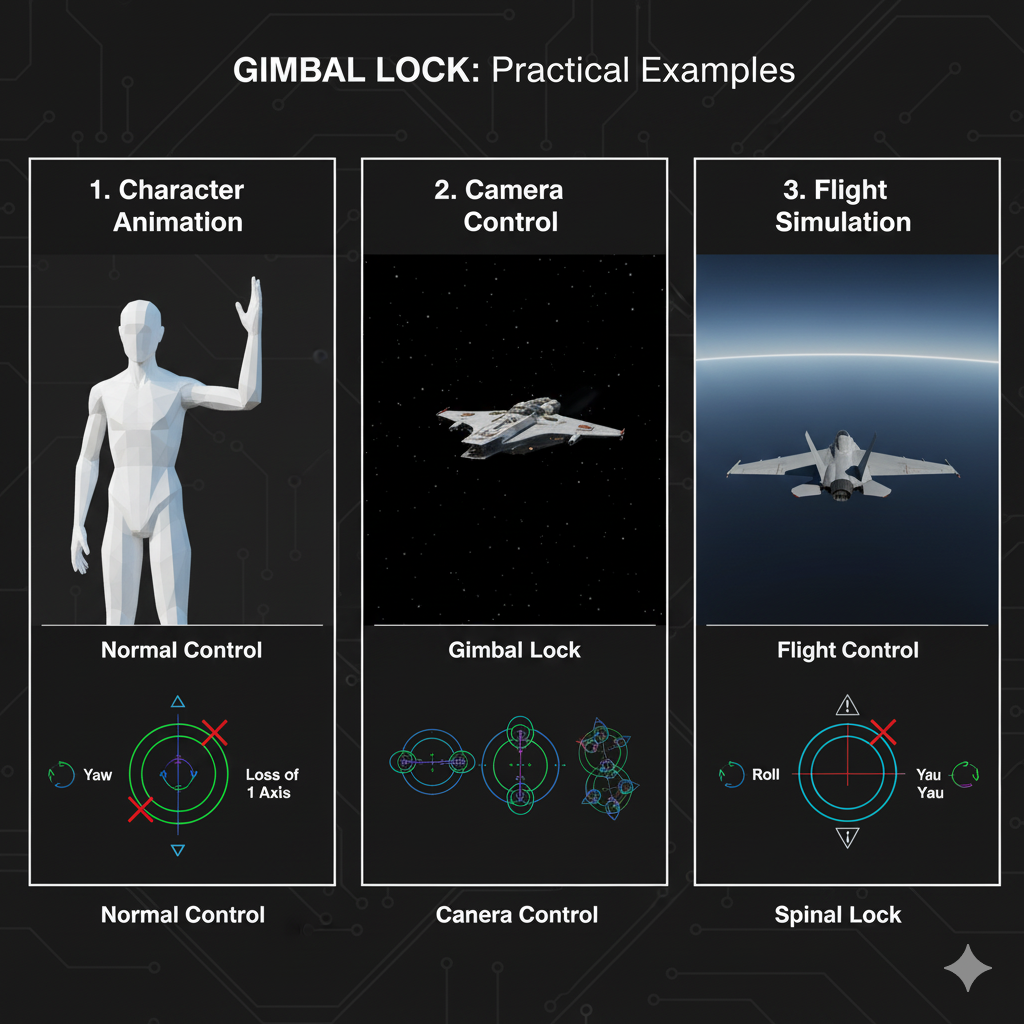 GIMBAL LOCK: Practical Examples
1. Character
Animation
Normal Control
Yaw
Loss of
1 Axis
Normal Control
2. Camera
Control
Gimbal Lock
Canera Control
3. Flight
Simulation
Flight Control
Roll
Yau
Yau
Spinal Lock